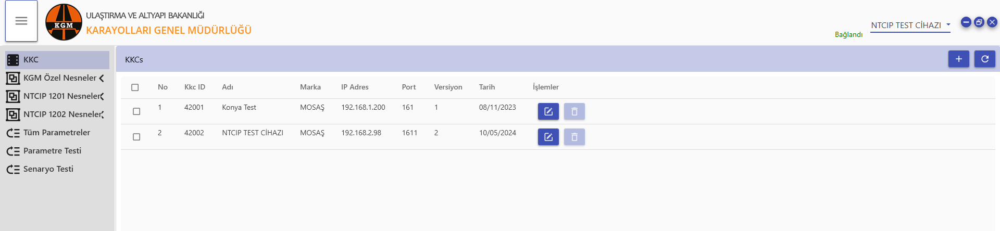 KGM
ULAŞTIRMA VE ALTYAPI BAKANLIĞI
KARAYOLLARI GENEL MÜDÜRLÜĞÜ
Bağlandı
NTCIP TEST CİHAZI
KKC
KGM Özel Nesneler
NTCIP 1201 Nesneler
NTCIP 1202 Nesneler
Tüm Parametreler
Parametre Testi
Senaryo Testi
KKCs
No Kkc ID Adı Marka IP Adres Port Versiyon Tarih İşlemler
1 42001 Konya Test MOSAŞ 192.168.1.200 161 1 08/11/2023
2 42002 NTCIP TEST CİHAZI MOSAŞ 192.168.2.98 1611 2 10/05/2024